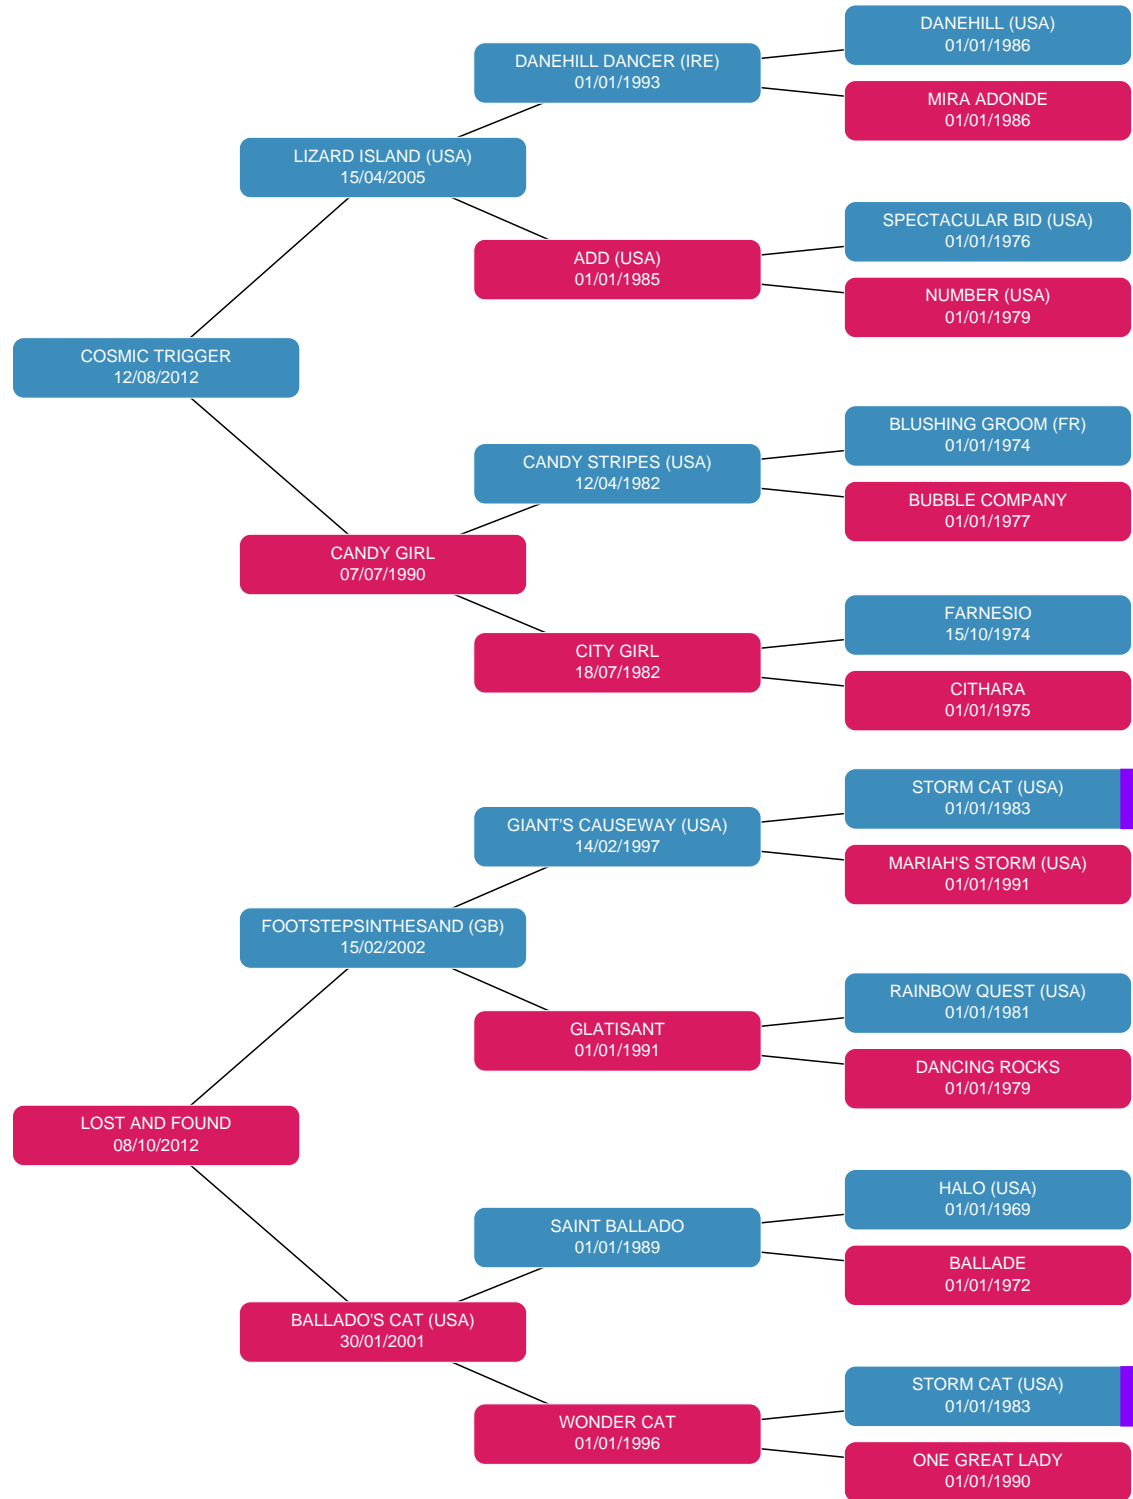 DANEHILL (USA)
01/01/1986
DANEHILL DANCER (IRE)
01/01/1993
MIRA ADONDE
01/01/1986
LIZARD ISLAND (USA)
15/04/2005
SPECTACULAR BID (USA)
01/01/1976
ADD (USA)
01/01/1985
NUMBER (USA)
01/01/1979
COSMIC TRIGGER
12/08/2012
BLUSHING GROOM (FR)
01/01/1974
CANDY STRIPES (USA)
12/04/1982
BUBBLE COMPANY
01/01/1977
CANDY GIRL
07/07/1990
FARNESIO
15/10/1974
CITY GIRL
18/07/1982
CITHARA
01/01/1975
STORM CAT (USA)
01/01/1983
GIANT'S CAUSEWAY (USA)
14/02/1997
MARIAH'S STORM (USA)
01/01/1991
FOOTSTEPSINTHESAND (GB)
15/02/2002
RAINBOW QUEST (USA)
01/01/1981
GLATISANT
01/01/1991
DANCING ROCKS
01/01/1979
LOST AND FOUND
08/10/2012
HALO (USA)
01/01/1969
SAINT BALLADO
01/01/1989
BALLADE
01/01/1972
BALLADO'S CAT (USA)
30/01/2001
STORM CAT (USA)
01/01/1983
WONDER CAT
01/01/1996
ONE GREAT LADY
01/01/1990